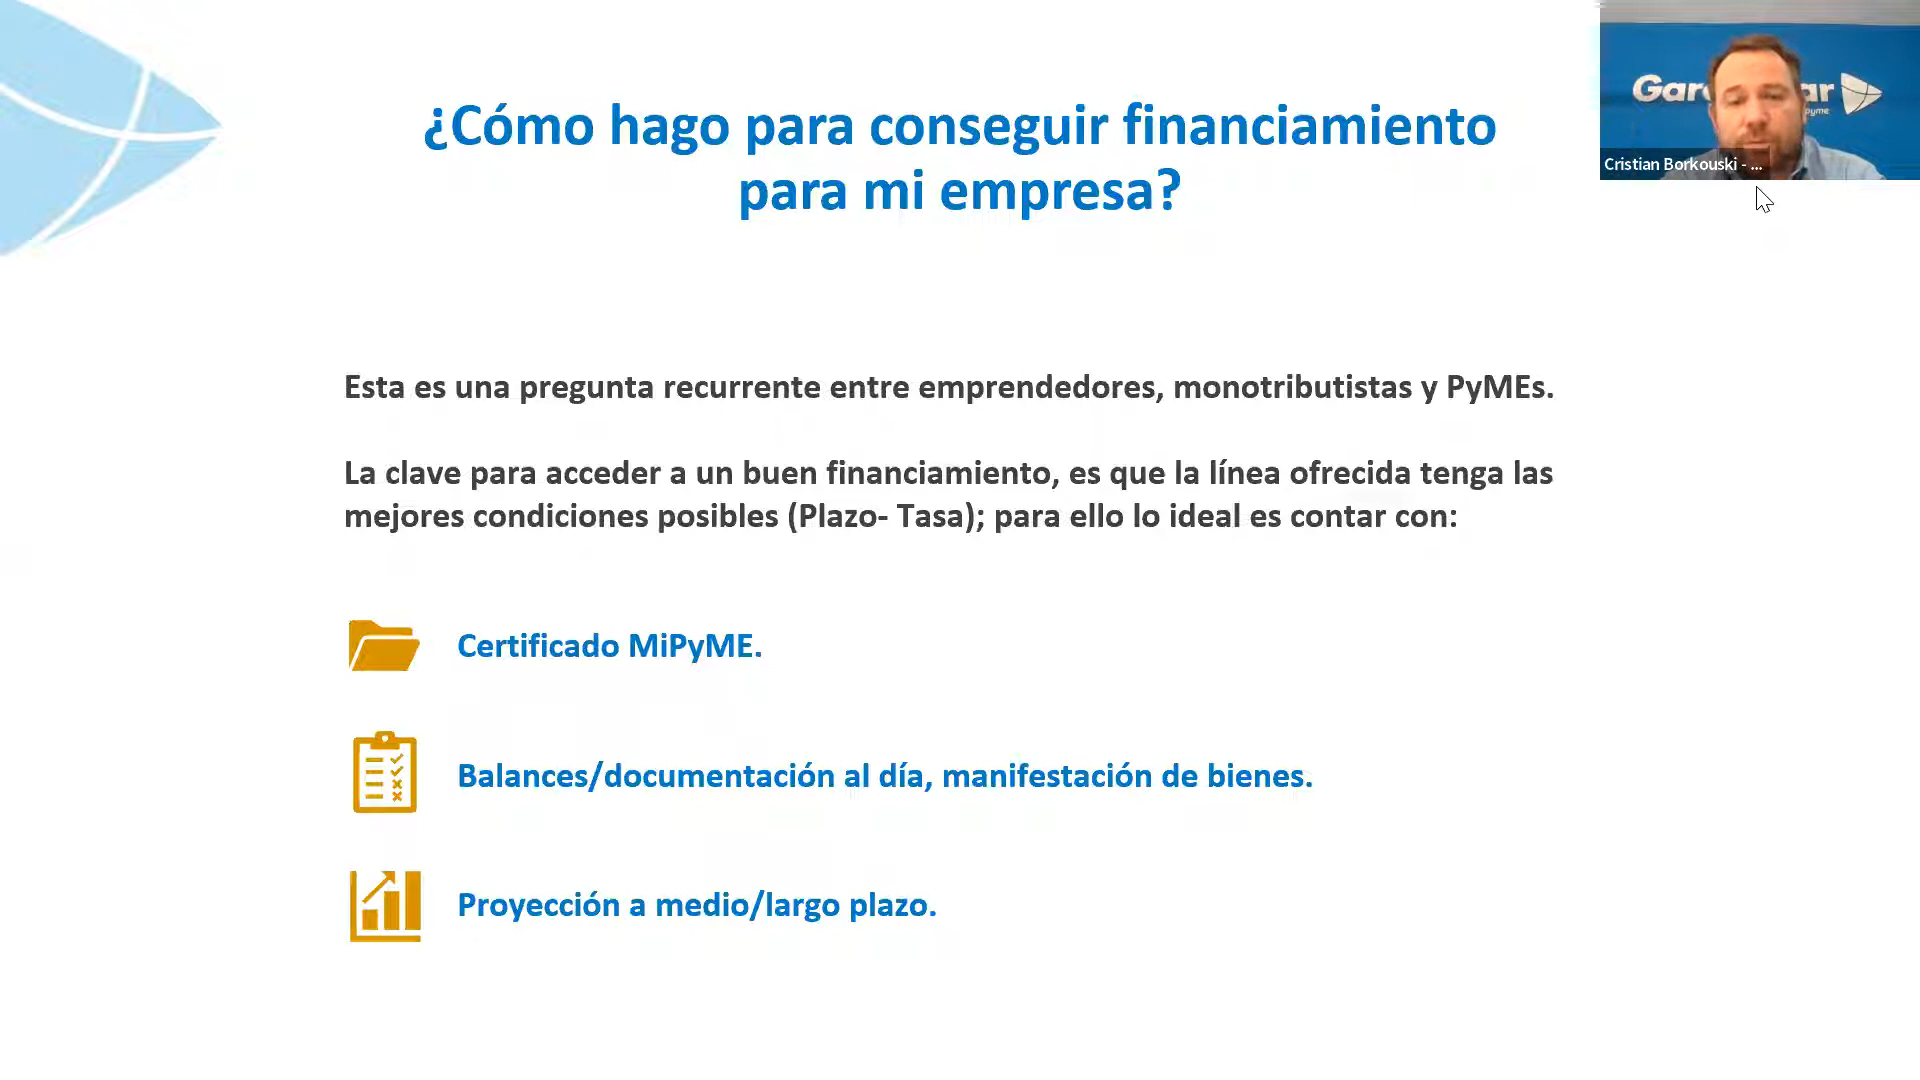 ¿Cómo hago para conseguir financiamiento
para mi empresa?
Cristian Borkouski - ...
Esta es una pregunta recurrente entre emprendedores, monotributistas y PyMEs.
La clave para acceder a un buen financiamiento, es que la línea ofrecida tenga las
mejores condiciones posibles (Plazo- Tasa); para ello lo ideal es contar con:
Certificado MiPyME.
Balances/documentación al día, manifestación de bienes.
Proyección a medio/largo plazo.